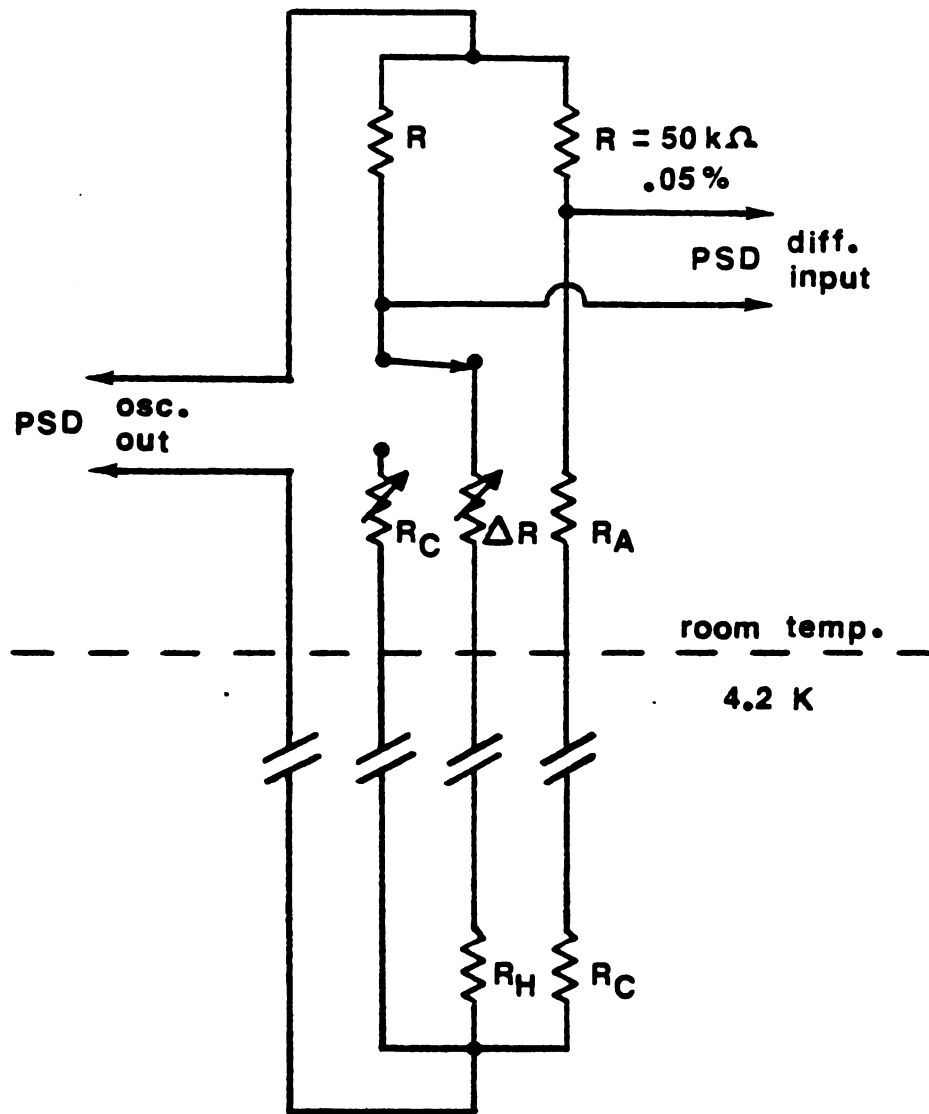 R
R = 50 kΩ
.05%
PSD diff.
input
PSD osc.
out
R_C
ΔR
R_A
room temp.
4.2 K
R_H
R_C